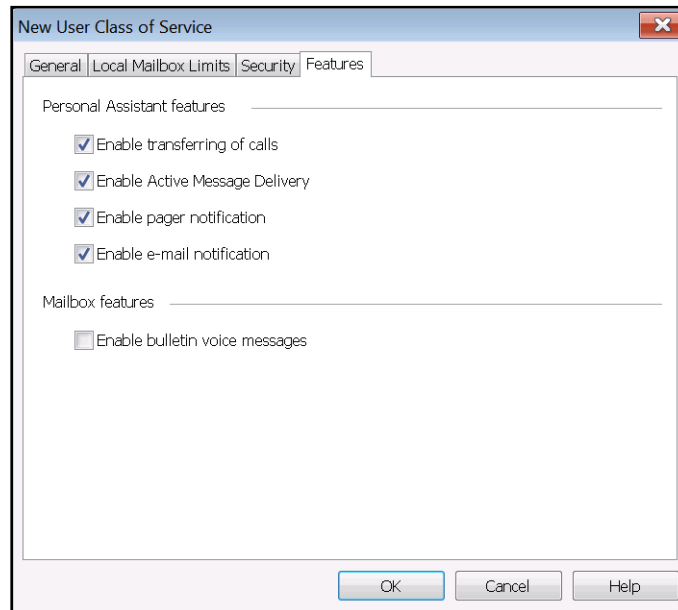 New User Class of Service
General Local Mailbox Limits Security Features
Personal Assistant features
Enable transferring of calls
Enable Active Message Delivery
Enable pager notification
Enable e-mail notification
Mailbox features
Enable bulletin voice messages
OK Cancel Help